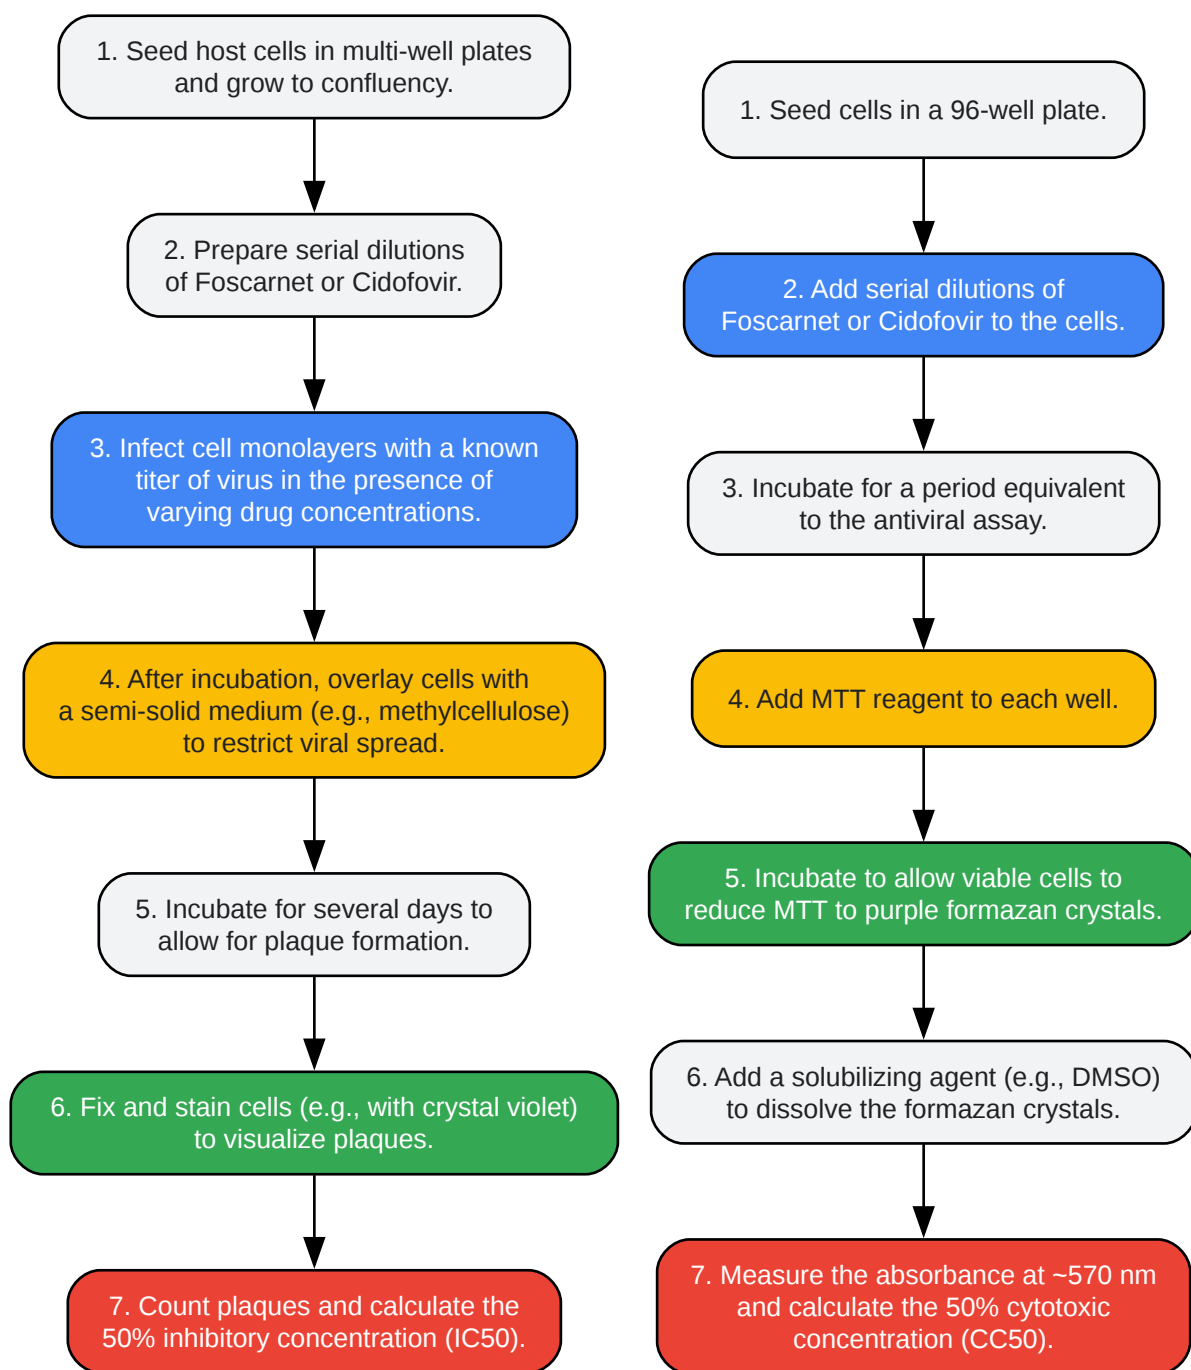 1. Seed host cells in multi-well plates
and grow to confluency.
2. Prepare serial dilutions
of Foscarnet or Cidofovir.
3. Infect cell monolayers with a known
titer of virus in the presence of
varying drug concentrations.
4. After incubation, overlay cells with
a semi-solid medium (e.g., methylcellulose)
to restrict viral spread.
5. Incubate for several days to
allow for plaque formation.
6. Fix and stain cells (e.g., with crystal violet)
to visualize plaques.
7. Count plaques and calculate the
50% inhibitory concentration (IC50).
1. Seed cells in a 96-well plate.
2. Add serial dilutions of
Foscarnet or Cidofovir to the cells.
3. Incubate for a period equivalent
to the antiviral assay.
4. Add MTT reagent to each well.
5. Incubate to allow viable cells to
reduce MTT to purple formazan crystals.
6. Add a solubilizing agent (e.g., DMSO)
to dissolve the formazan crystals.
7. Measure the absorbance at ~570 nm
and calculate the 50% cytotoxic
concentration (CC50).